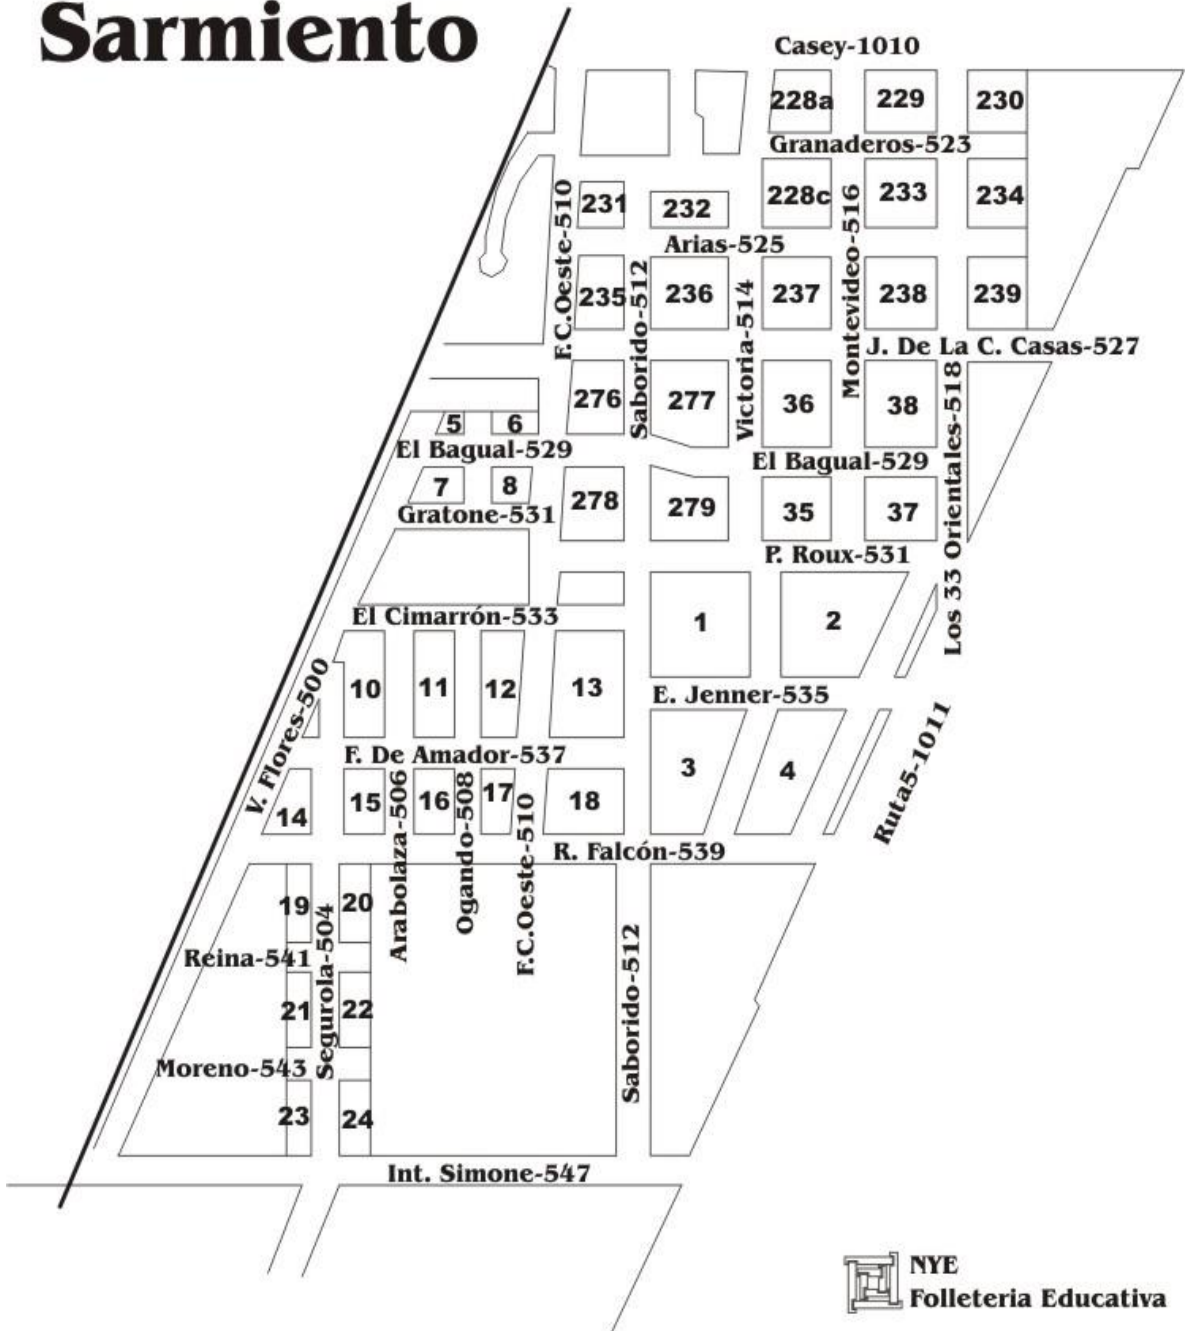 Sarmiento
Casey-1010
228a
229
230
Granaderos-523
F.C.Oeste-510
231
232
228c
Montevideo-516
233
234
Arias-525
235
Saborido-512
236
Victoria-514
237
238
239
J. De La C. Casas-527
276
277
36
38
Los 33 Orientales-518
5
6
El Bagual-529
El Bagual-529
7
8
278
279
35
37
Gratone-531
P. Roux-531
El Cimarrón-533
1
2
V. Flores-500
10
11
12
13
E. Jenner-535
Ruta5-1011
F. De Amador-537
3
4
14
15
Arabolaza-506
16
Ogando-508
17
F.C.Oeste-510
18
R. Falcón-539
19
Segurola-504
20
Saborido-512
Reina-541
21
22
Moreno-543
23
24
Int. Simone-547
NYE
Folleteria Educativa